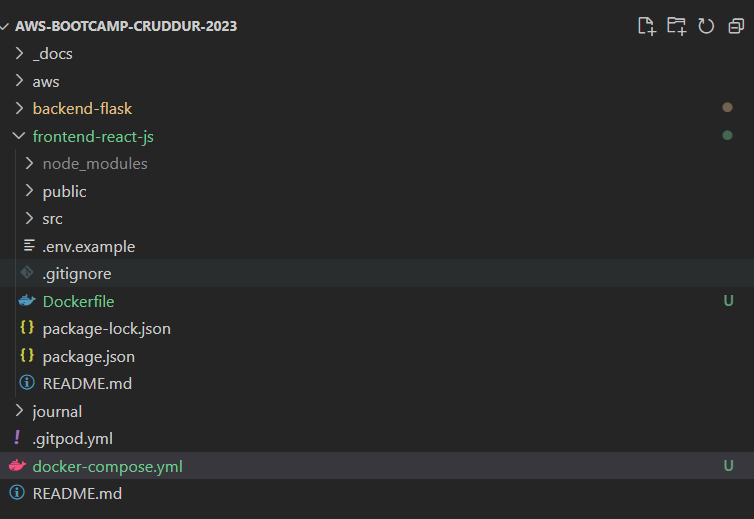 AWS-BOOTCAMP-CRUDDUR-2023
_docs
aws
backend-flask
frontend-react-js
node_modules
public
src
.env.example
.gitignore
Dockerfile U
package-lock.json
package.json
README.md
journal
.gitpod.yml
docker-compose.yml U
README.md